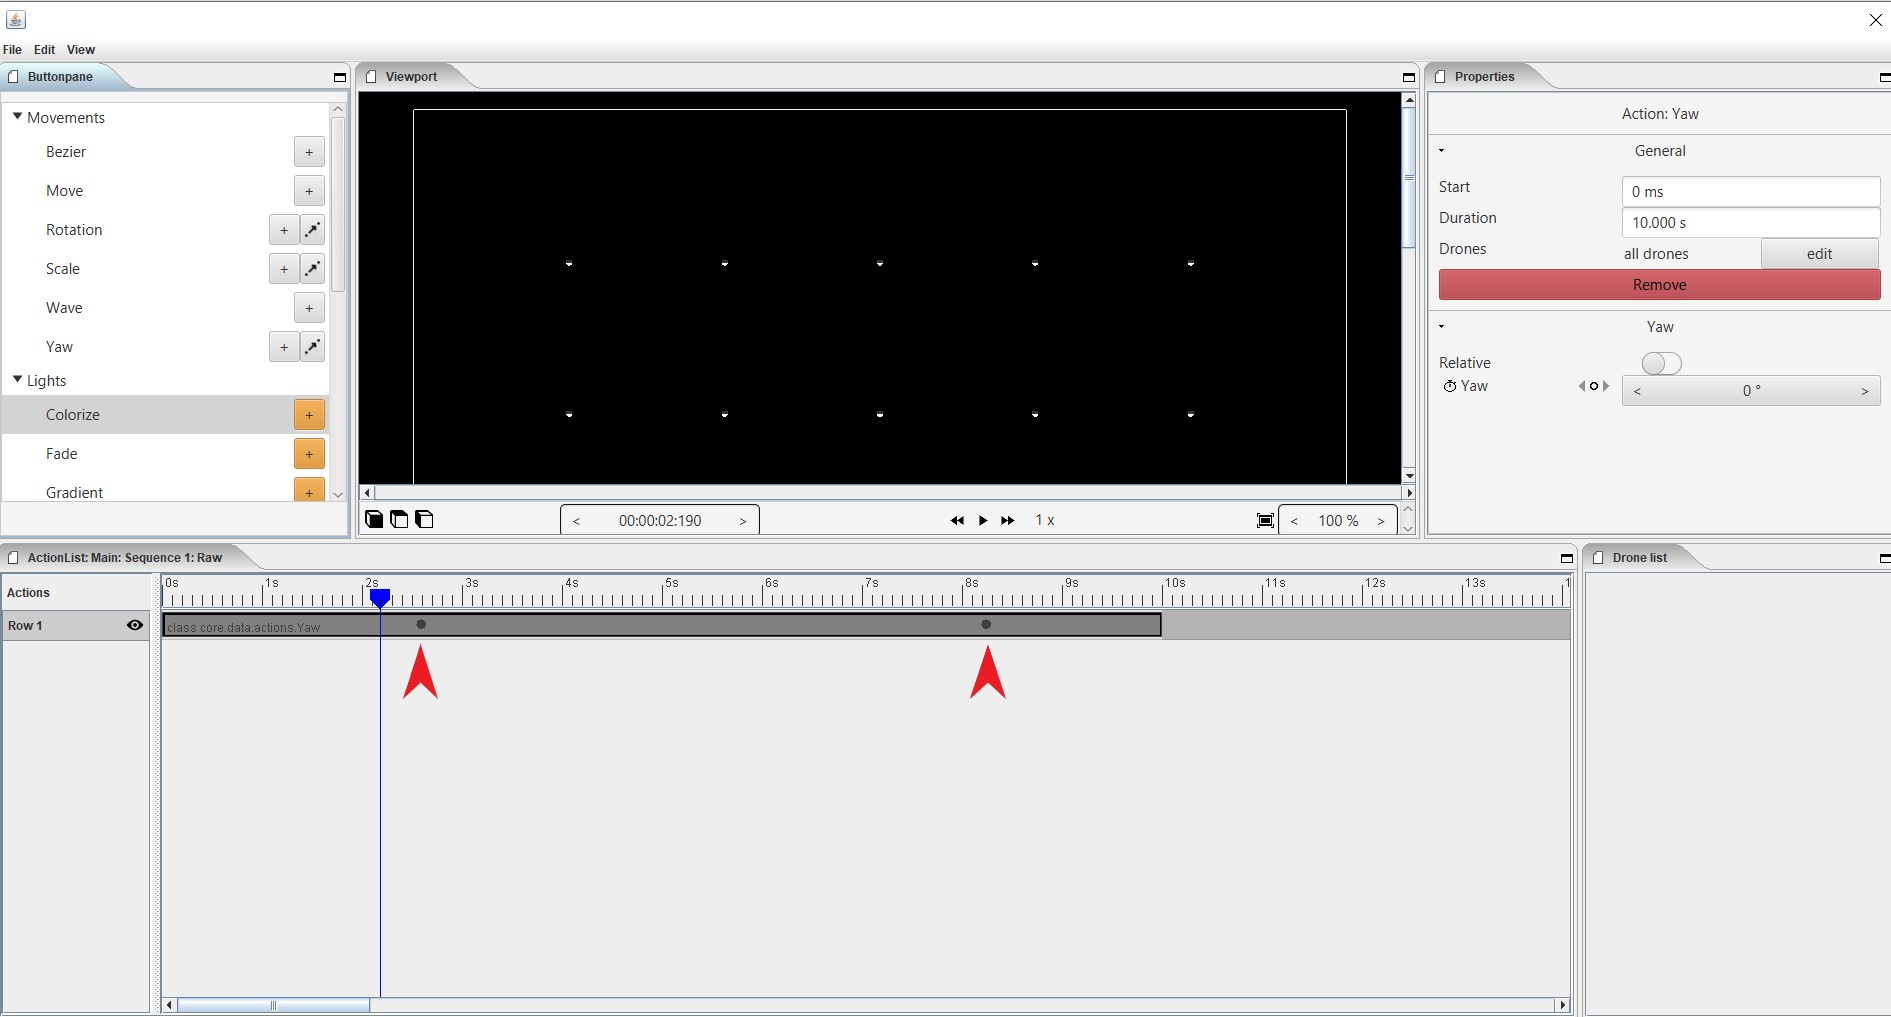 File Edit View
Buttonpane
Movements
Bezier +
Move +
Rotation +
Scale +
Wave +
Yaw +
Lights
Colorize +
Fade +
Gradient +
Viewport
< 00:00:02:190 >
1 x
< 100 % >
Properties
Action: Yaw
General
Start 0 ms
Duration 10.000 s
Drones all drones edit
Remove
Yaw
Relative
Yaw < 0 ° >
ActionList: Main: Sequence 1: Raw
Actions
0s 1s 2s 3s 4s 5s 6s 7s 8s 9s 10s 11s 12s 13s 1
Row 1
class core.data.actions.Yaw
Drone list